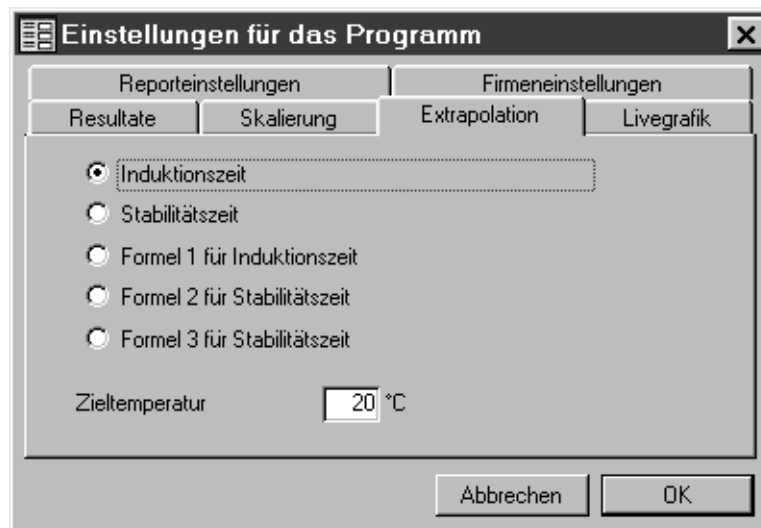 Einstellungen für das Programm
Reporteinstellungen Firmeneinstellungen
Resultate Skalierung Extrapolation Livegrafik
Induktionszeit
Stabilitätszeit
Formel 1 für Induktionszeit
Formel 2 für Stabilitätszeit
Formel 3 für Stabilitätszeit
Zieltemperatur 20 °C
Abbrechen OK